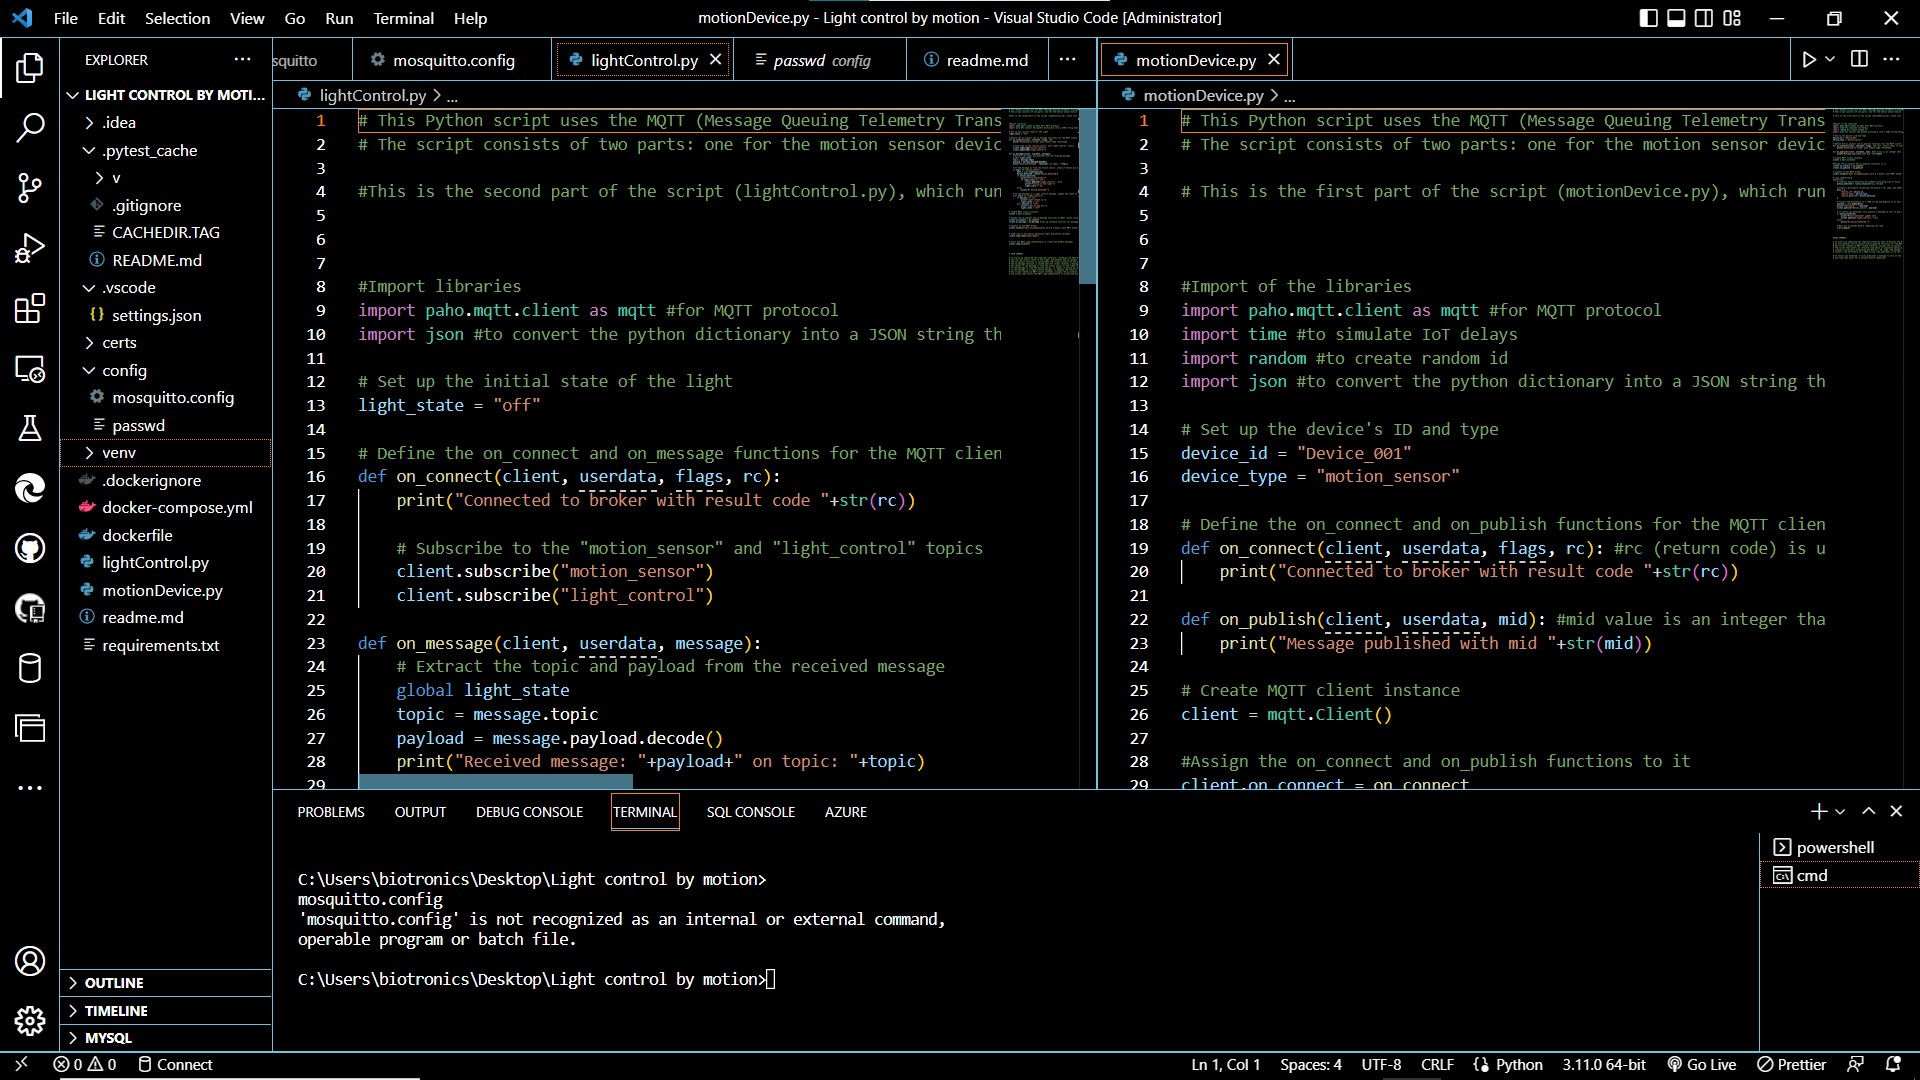 File Edit Selection View Go Run Terminal Help
motionDevice.py - Light control by motion - Visual Studio Code [Administrator]
EXPLORER
LIGHT CONTROL BY MOTI...
.idea
.pytest_cache
v
.gitignore
CACHEDIR.TAG
README.md
.vscode
settings.json
certs
config
mosquitto.config
passwd
venv
.dockerignore
docker-compose.yml
dockerfile
lightControl.py
motionDevice.py
readme.md
requirements.txt
OUTLINE
TIMELINE
MYSQL
squitto
mosquitto.config
lightControl.py
passwd config
readme.md
lightControl.py > ...
1 # This Python script uses the MQTT (Message Queuing Telemetry Trans
2 # The script consists of two parts: one for the motion sensor devic
3
4 #This is the second part of the script (lightControl.py), which run
5
6
7
8 #Import libraries
9 import paho.mqtt.client as mqtt #for MQTT protocol
10 import json #to convert the python dictionary into a JSON string th
11
12 # Set up the initial state of the light
13 light_state = "off"
14
15 # Define the on_connect and on_message functions for the MQTT clien
16 def on_connect(client, userdata, flags, rc):
17 print("Connected to broker with result code "+str(rc))
18
19 # Subscribe to the "motion_sensor" and "light_control" topics
20 client.subscribe("motion_sensor")
21 client.subscribe("light_control")
22
23 def on_message(client, userdata, message):
24 # Extract the topic and payload from the received message
25 global light_state
26 topic = message.topic
27 payload = message.payload.decode()
28 print("Received message: "+payload+" on topic: "+topic)
29
motionDevice.py
motionDevice.py > ...
1 # This Python script uses the MQTT (Message Queuing Telemetry Trans
2 # The script consists of two parts: one for the motion sensor devic
3
4 # This is the first part of the script (motionDevice.py), which run
5
6
7
8 #Import of the libraries
9 import paho.mqtt.client as mqtt #for MQTT protocol
10 import time #to simulate IoT delays
11 import random #to create random id
12 import json #to convert the python dictionary into a JSON string th
13
14 # Set up the device's ID and type
15 device_id = "Device_001"
16 device_type = "motion_sensor"
17
18 # Define the on_connect and on_publish functions for the MQTT clien
19 def on_connect(client, userdata, flags, rc): #rc (return code) is u
20 print("Connected to broker with result code "+str(rc))
21
22 def on_publish(client, userdata, mid): #mid value is an integer tha
23 print("Message published with mid "+str(mid))
24
25 # Create MQTT client instance
26 client = mqtt.Client()
27
28 #Assign the on_connect and on_publish functions to it
29 client.on_connect = on_connect
PROBLEMS OUTPUT DEBUG CONSOLE TERMINAL SQL CONSOLE AZURE
C:\Users\biotronics\Desktop\Light control by motion>
mosquitto.config
'mosquitto.config' is not recognized as an internal or external command,
operable program or batch file.
C:\Users\biotronics\Desktop\Light control by motion>
powershell
cmd
0 0 Connect
Ln 1, Col 1 Spaces: 4 UTF-8 CRLF Python 3.11.0 64-bit Go Live Prettier